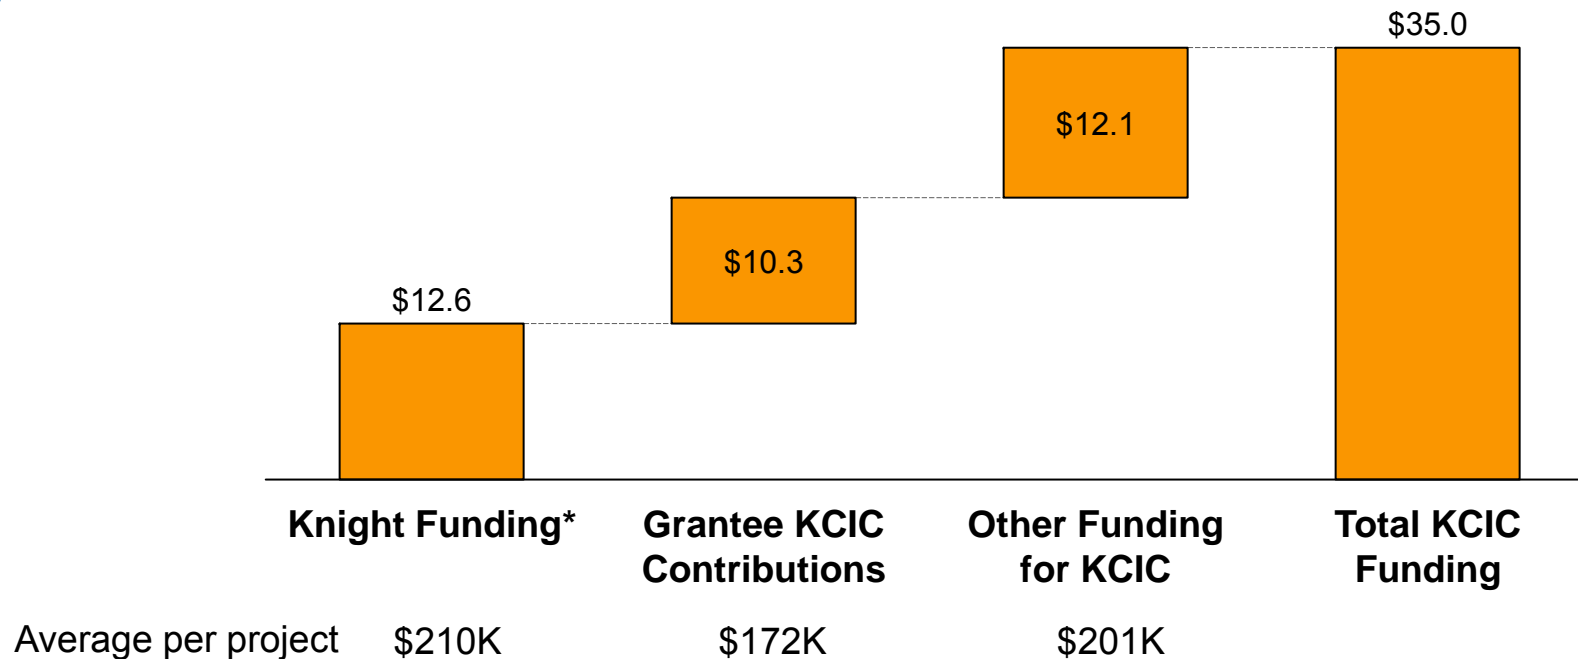 $35.0
$12.1
$10.3
$12.6
Knight Funding*
Grantee KCIC
Contributions
Other Funding
for KCIC
Total KCIC
Funding
Average per project $210K $172K $201K